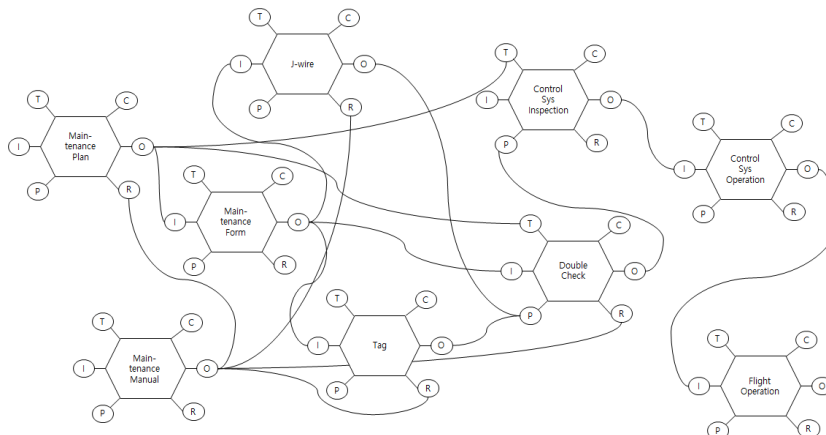 T
C
J-wire
I
O
P
R
T
C
Control
Sys
Inspection
I
O
P
R
T
C
Main-
tenance
Plan
I
O
P
R
T
C
Control
Sys
Operation
I
O
P
R
T
C
Main-
tenance
Form
I
O
P
R
T
C
Double
Check
I
O
P
R
T
C
Tag
I
O
P
R
T
C
Main-
tenance
Manual
I
O
P
R
T
C
Flight
Operation
I
O
P
R